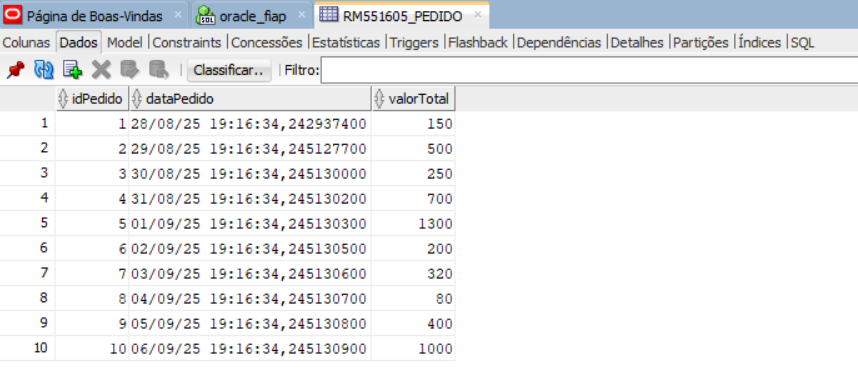 Página de Boas-Vindas × oracle_fiap × RM551605_PEDIDO ×
Colunas Dados Model |Constraints |Concessões |Estatísticas |Triggers |Flashback |Dependências |Detalhes |Partições |Índices |SQL
Classificar.. Filtro:
idPedido dataPedido valorTotal
1 1 28/08/25 19:16:34,242937400 150
2 2 29/08/25 19:16:34,245127700 500
3 3 30/08/25 19:16:34,245130000 250
4 4 31/08/25 19:16:34,245130200 700
5 5 01/09/25 19:16:34,245130300 1300
6 6 02/09/25 19:16:34,245130500 200
7 7 03/09/25 19:16:34,245130600 320
8 8 04/09/25 19:16:34,245130700 80
9 9 05/09/25 19:16:34,245130800 400
10 10 06/09/25 19:16:34,245130900 1000